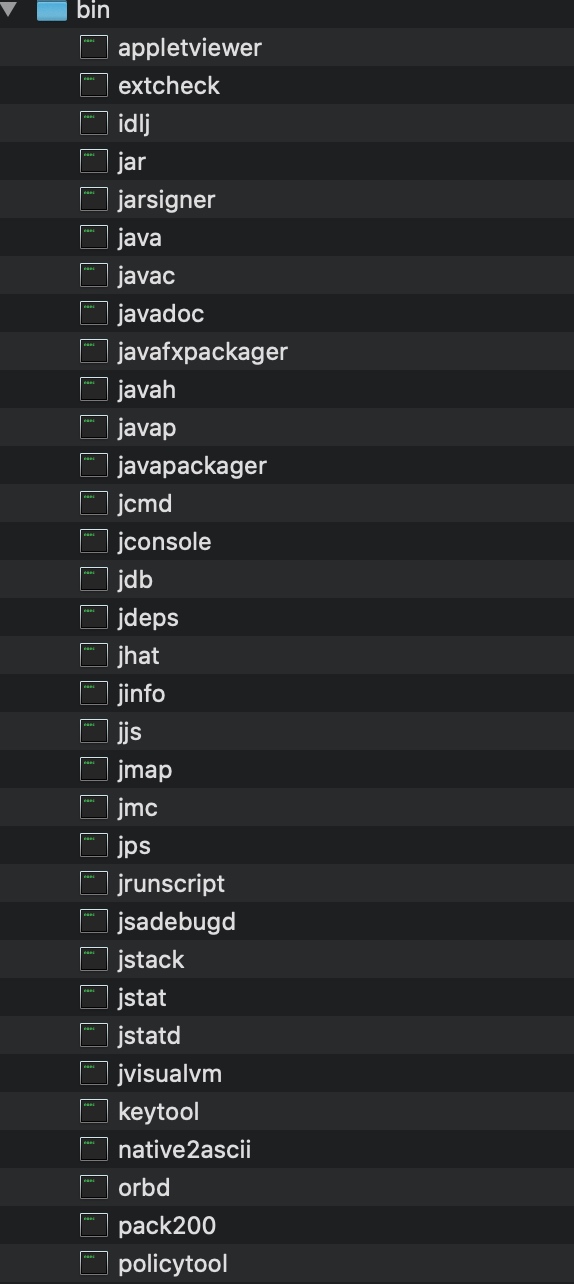 bin
appletviewer
extcheck
idlj
jar
jarsigner
java
javac
javadoc
javafxpackager
javah
javap
javapackager
jcmd
jconsole
jdb
jdeps
jhat
jinfo
jjs
jmap
jmc
jps
jrunscript
jsadebugd
jstack
jstat
jstatd
jvisualvm
keytool
native2ascii
orbd
pack200
policytool